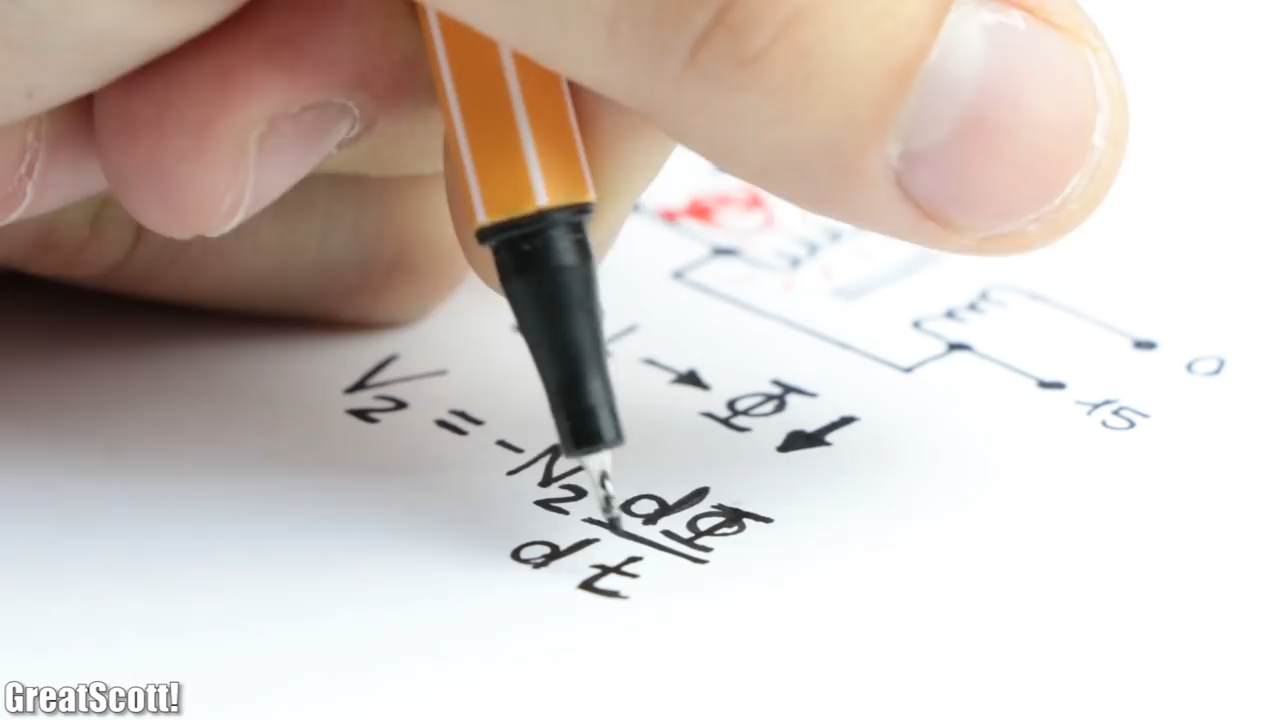 → Φ ↓
V₂ = -N₂ dΦ
dt
0
15
GreatScott!